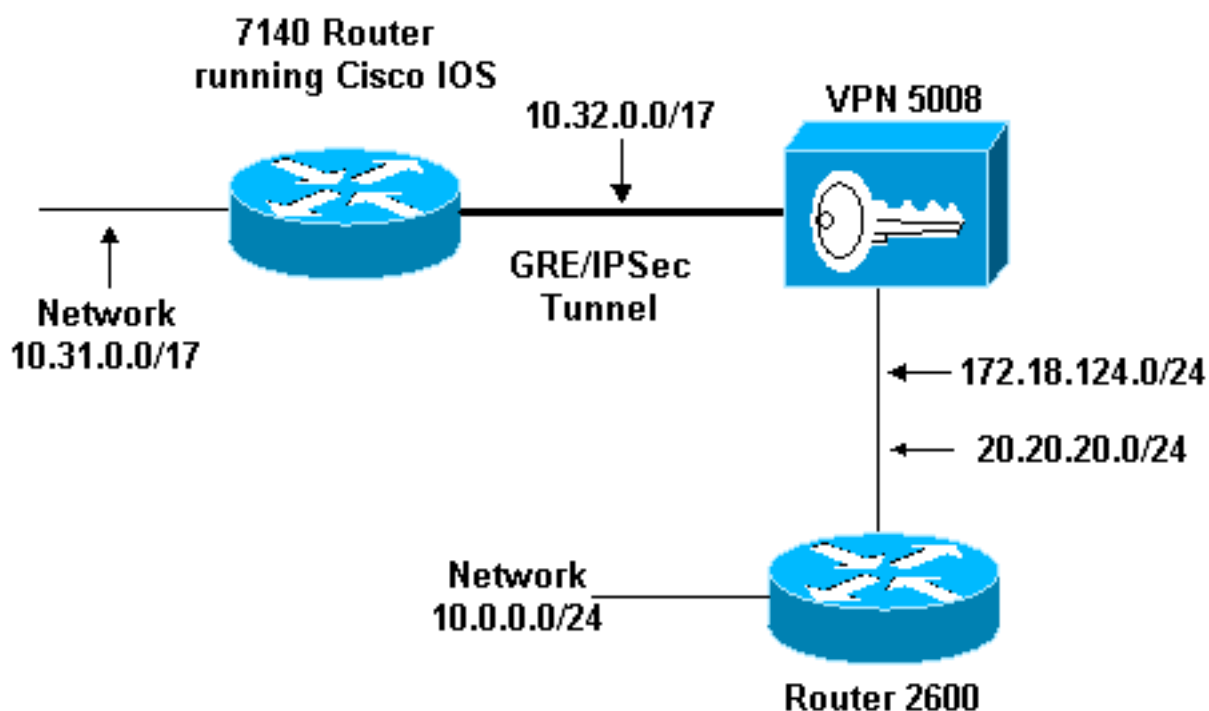 7140 Router
running Cisco IOS
10.32.0.0/17
VPN 5008
GRE/IPSec
Tunnel
Network
10.31.0.0/17
172.18.124.0/24
20.20.20.0/24
Network
10.0.0.0/24
Router 2600